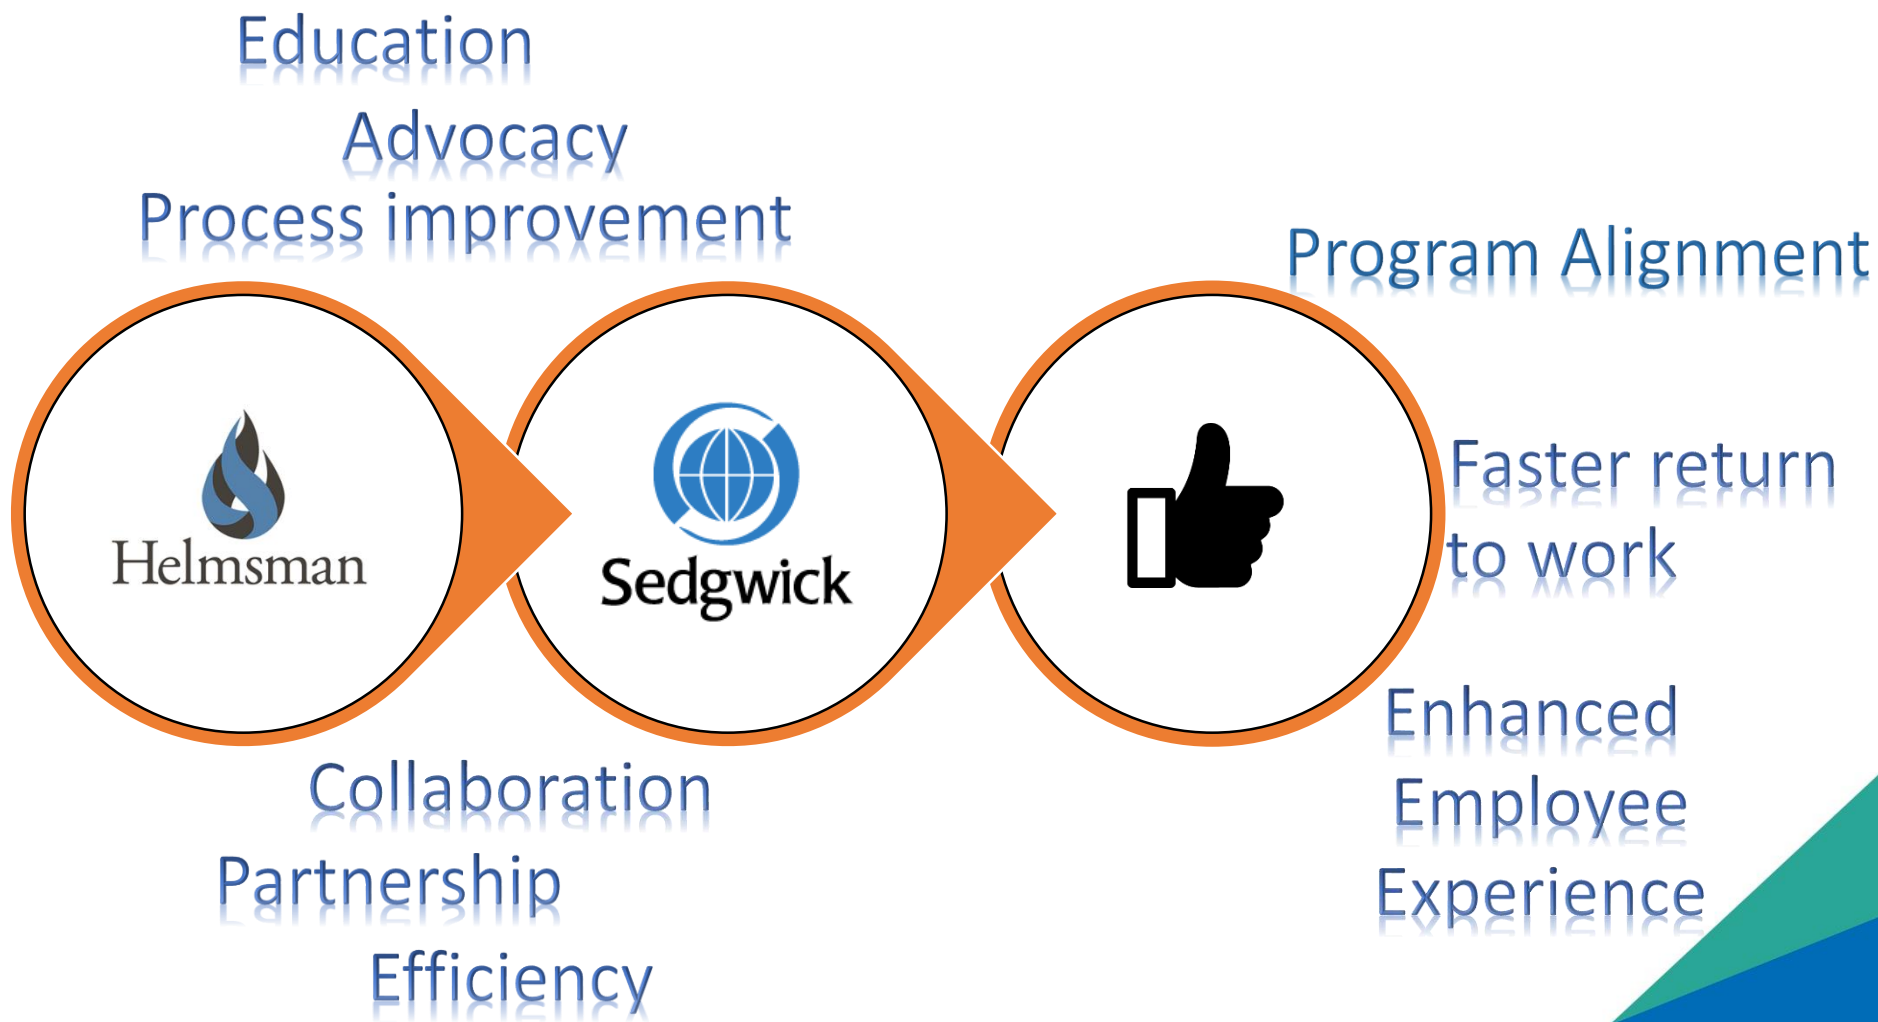 Education
Advocacy
Process improvement
Program Alignment
Helmsman
Sedgwick
Faster return
to work
Collaboration
Partnership
Efficiency
Enhanced
Employee
Experience